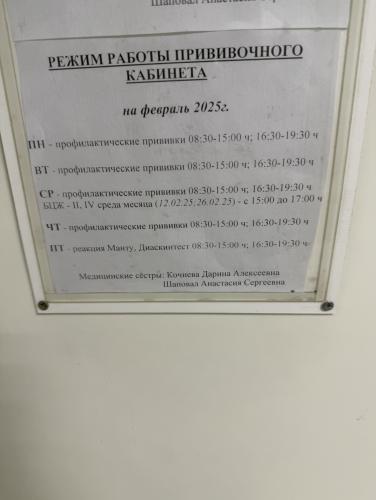 Шаповал Анастасия
РЕЖИМ РАБОТЫ ПРИВИВОЧНОГО
КАБИНЕТА
на февраль 2025г.
ПН - профилактические прививки 08:30-15:00 ч; 16:30-19:30 ч
ВТ - профилактические прививки 08:30-15:00 ч; 16:30-19:30 ч
СР - профилактические прививки 08:30-15:00 ч; 16:30-19:30 ч
БЦЖ - II, IV среда месяца (12.02.25;26.02.25) - с 15:00 до 17:00 ч
ЧТ - профилактические прививки 08:30-15:00 ч; 16:30-19:30 ч
ПТ - реакция Манту, Диаскинтест 08:30-15:00 ч; 16:30-19:30 ч
Медицинские сёстры: Кочиева Дарина Алексеевна
Шаповал Анастасия Сергеевна